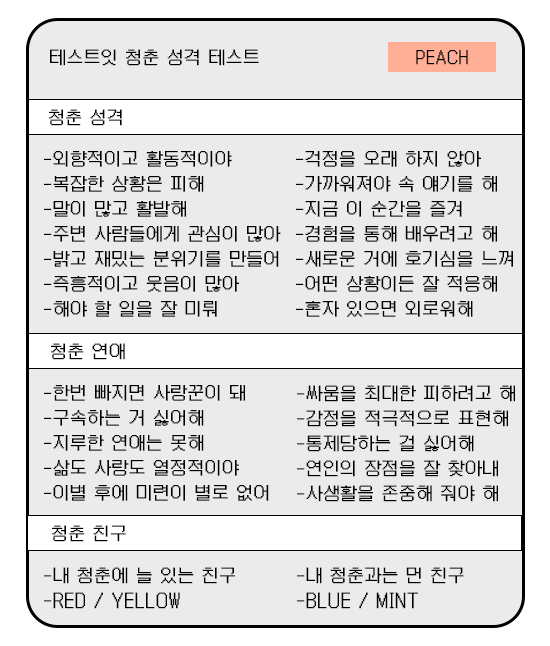 테스트잇 청춘 성격 테스트
PEACH
청춘 성격
-외향적이고 활동적이야
-복잡한 상황은 피해
-말이 많고 활발해
-주변 사람들에게 관심이 많아
-밝고 재밌는 분위기를 만들어
-즉흥적이고 웃음이 많아
-해야 할 일을 잘 미뤄
-걱정을 오래 하지 않아
-가까워져야 속 얘기를 해
-지금 이 순간을 즐겨
-경험을 통해 배우려고 해
-새로운 거에 호기심을 느껴
-어떤 상황이든 잘 적응해
-혼자 있으면 외로워해
청춘 연애
-한번 빠지면 사랑꾼이 돼
-구속하는 거 싫어해
-지루한 연애는 못해
-삶도 사랑도 열정적이야
-이별 후에 미련이 별로 없어
-싸움을 최대한 피하려고 해
-감정을 적극적으로 표현해
-통제당하는 걸 싫어해
-연인의 장점을 잘 찾아내
-사생활을 존중해 줘야 해
청춘 친구
-내 청춘에 늘 있는 친구
-RED / YELLOW
-내 청춘과는 먼 친구
-BLUE / MINT